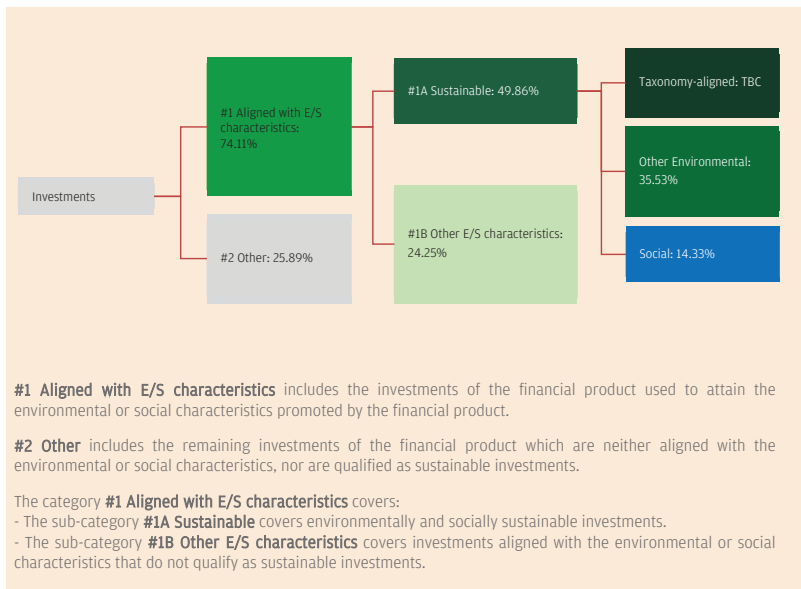 Investments
#1 Aligned with E/S
characteristics:
74.11%
#2 Other: 25.89%
#1A Sustainable: 49.86%
#1B Other E/S characteristics:
24.25%
Taxonomy-aligned: TBC
Other Environmental:
35.53%
Social: 14.33%
#1 Aligned with E/S characteristics includes the investments of the financial product used to attain the
environmental or social characteristics promoted by the financial product.
#2 Other includes the remaining investments of the financial product which are neither aligned with the
environmental or social characteristics, nor are qualified as sustainable investments.
The category #1 Aligned with E/S characteristics covers:
- The sub-category #1A Sustainable covers environmentally and socially sustainable investments.
- The sub-category #1B Other E/S characteristics covers investments aligned with the environmental or social
characteristics that do not qualify as sustainable investments.